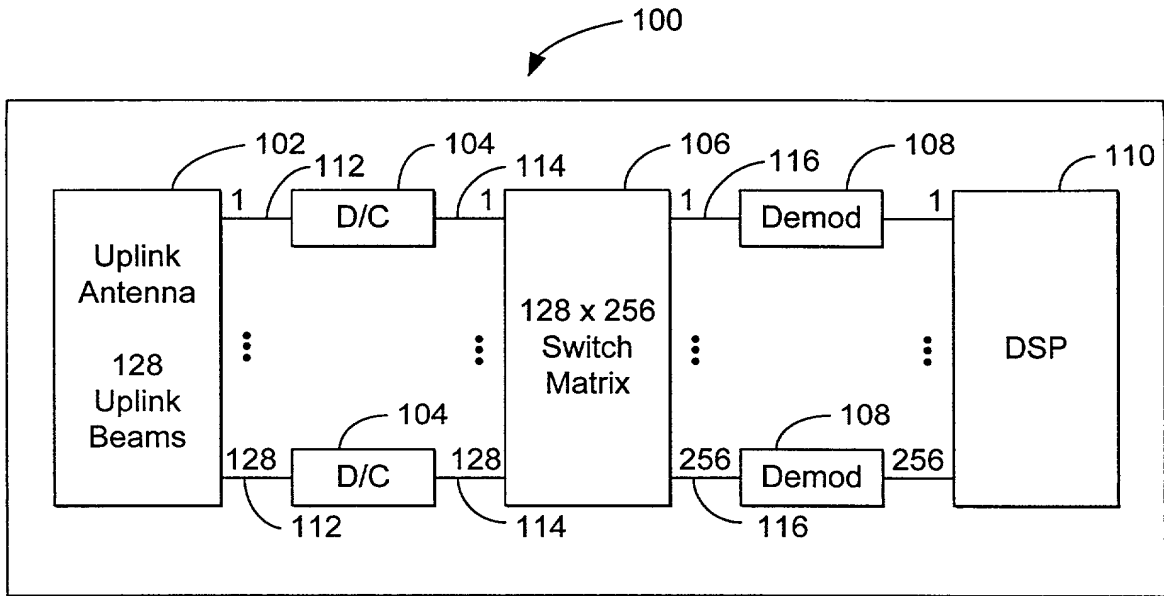 100
102
112
104
114
106
116
108
110
1
D/C
1
1
Demod
1
Uplink
Antenna
128
Uplink
Beams
128 x 256
Switch
Matrix
DSP
104
108
128
D/C
128
256
Demod
256
112
114
116